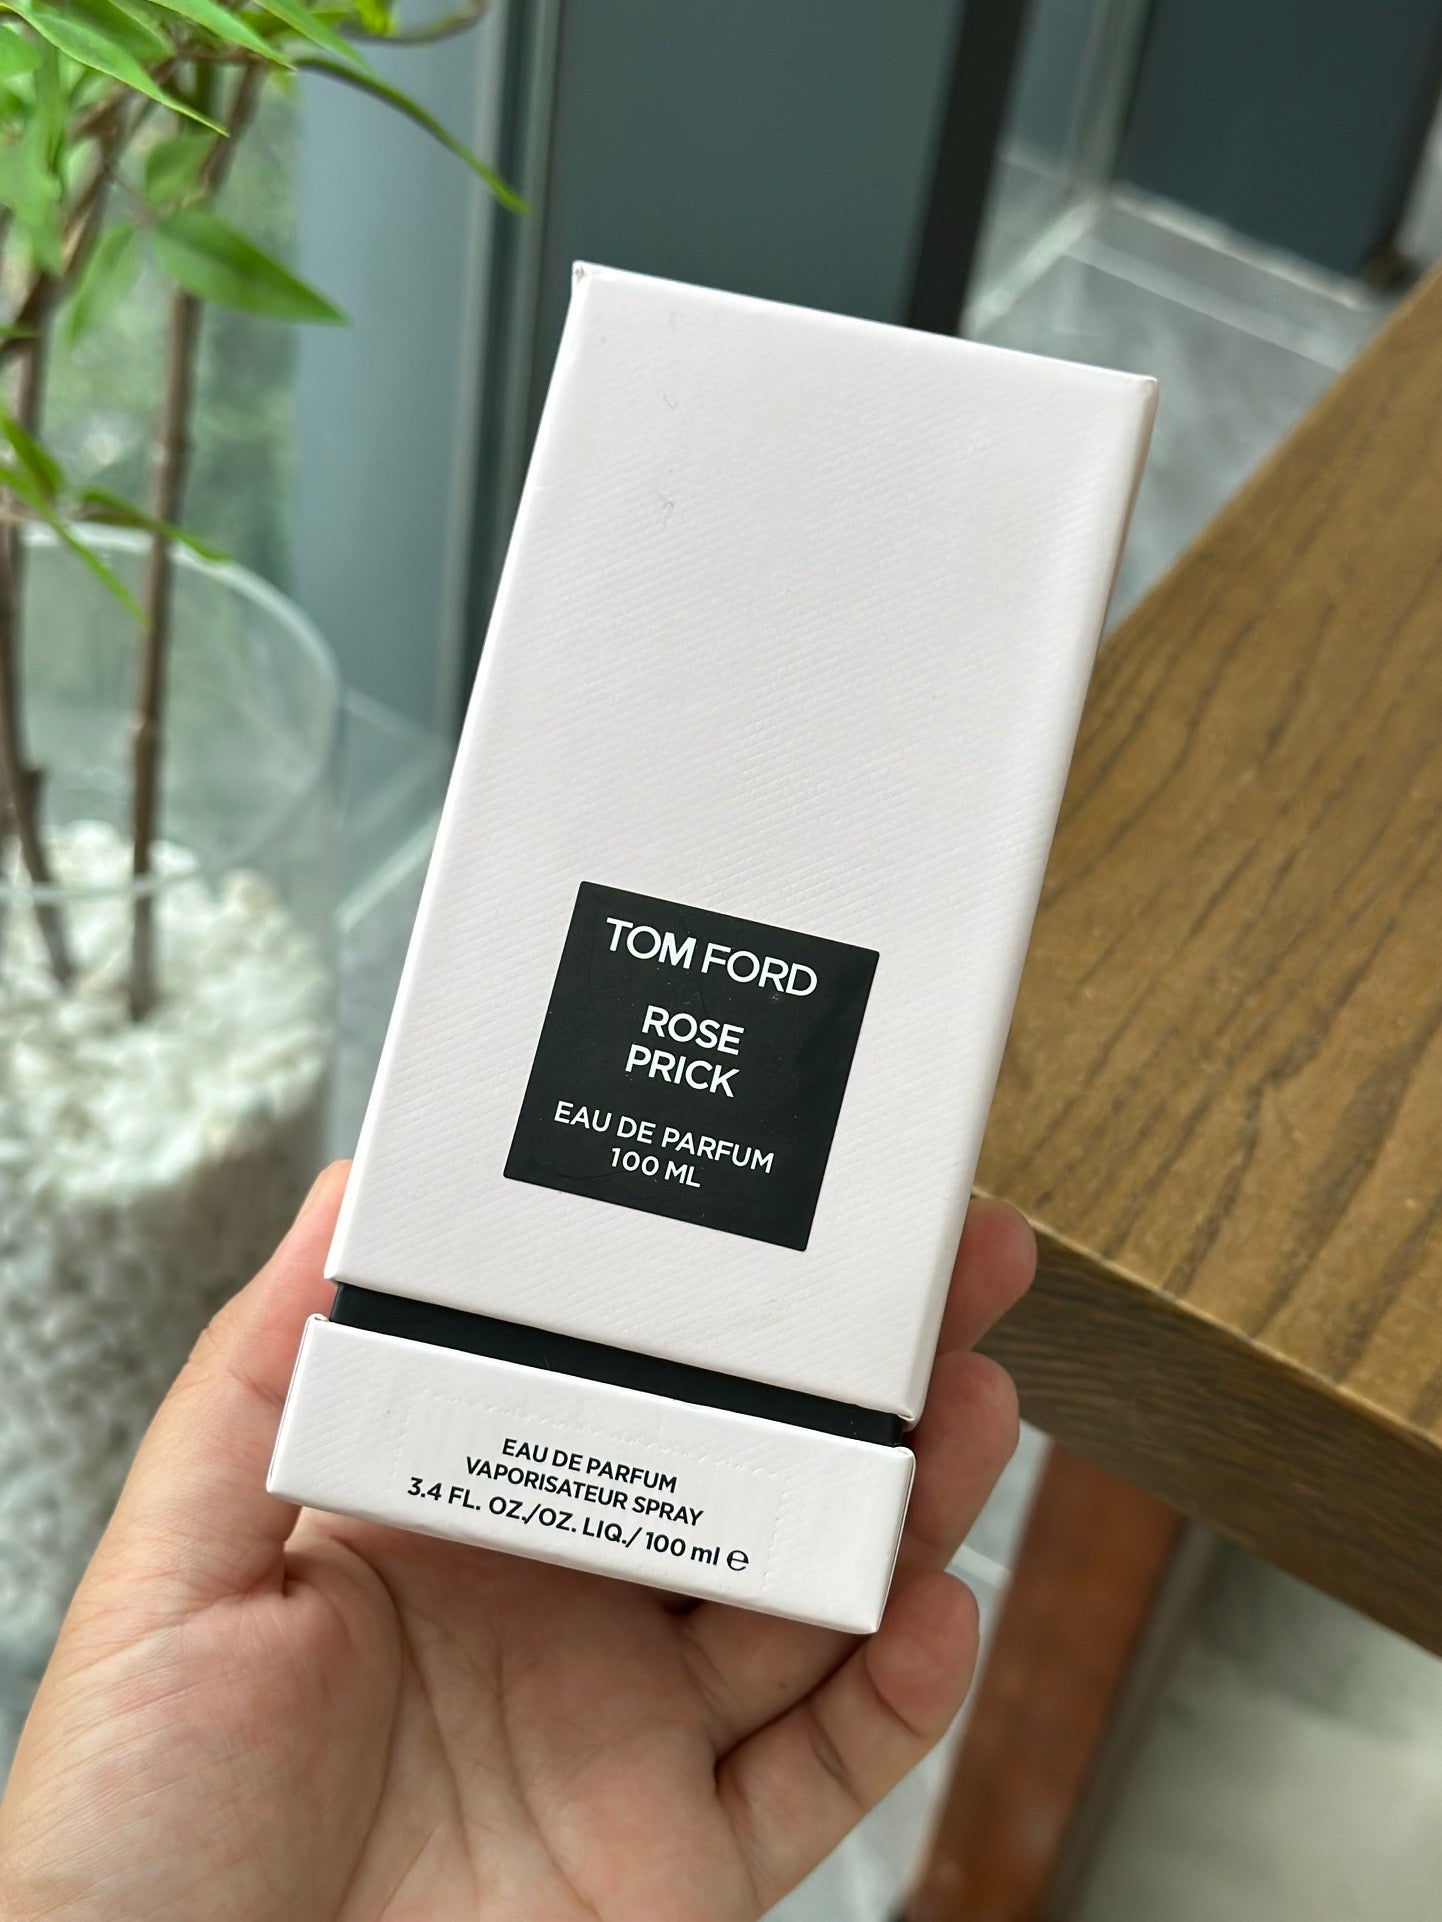 TOM FORD
ROSE
PRICK
EAU DE PARFUM
100 ML
EAU DE PARFUM
VAPORISATEUR SPRAY
3.4 FL. OZ./OZ. LIQ./ 100 ml ℮